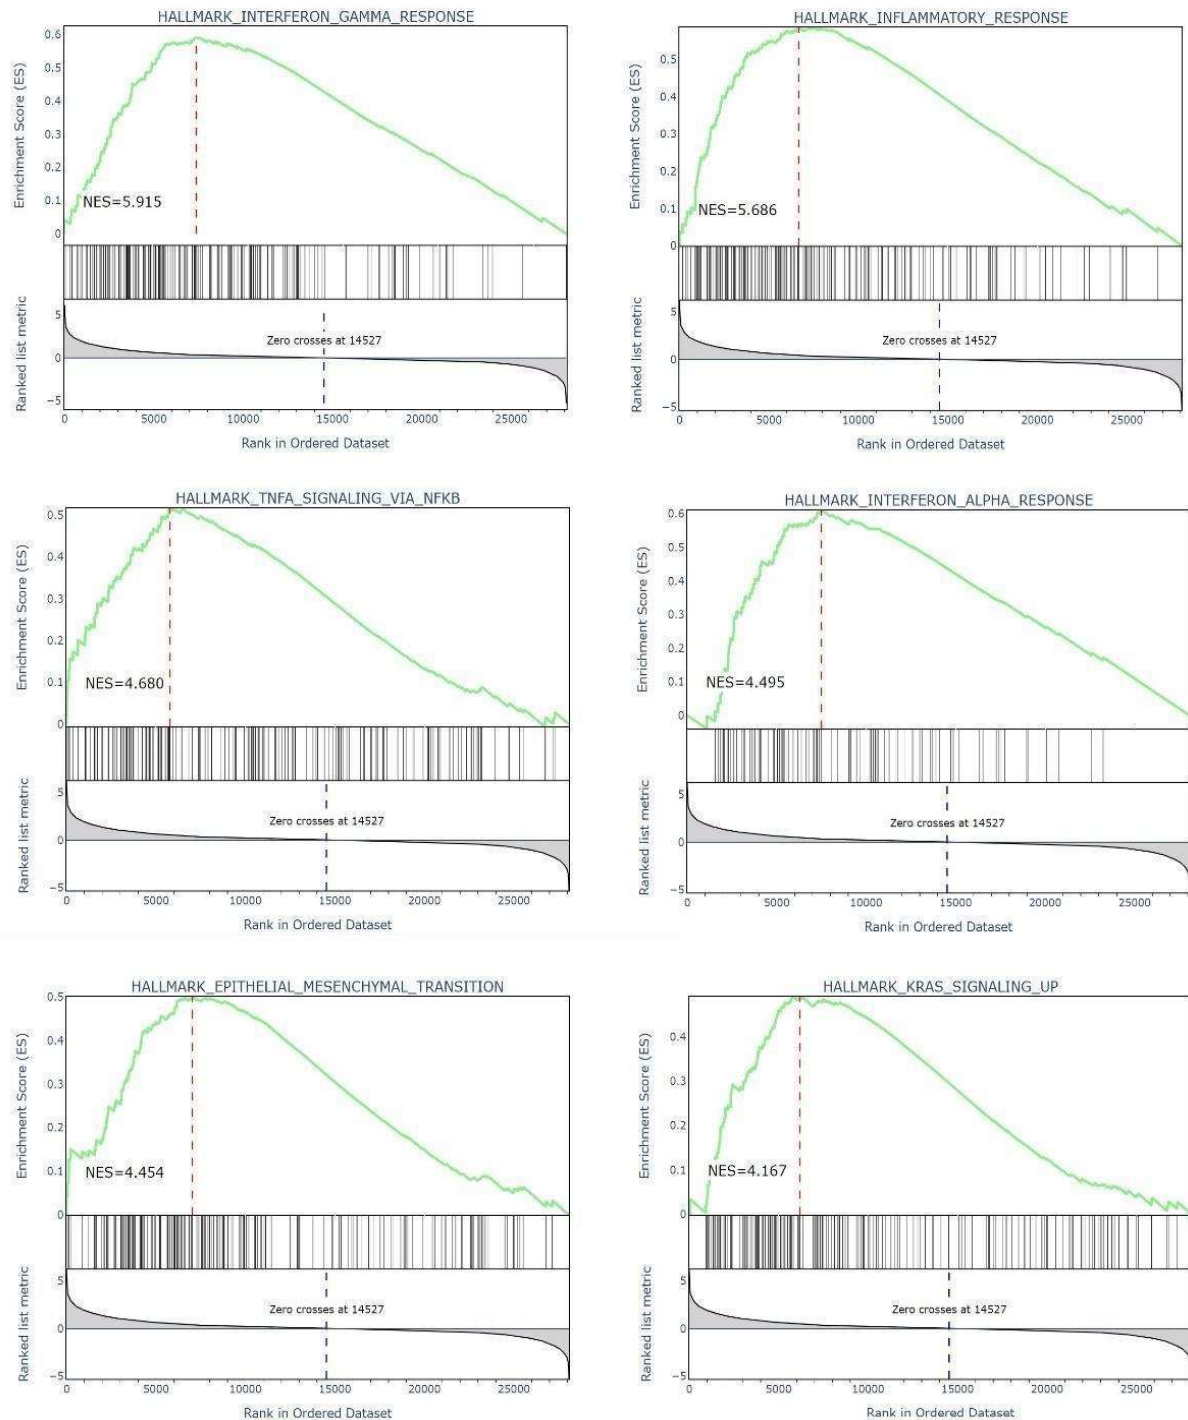 HALLMARK_INTERFERON_GAMMA_RESPONSE
Enrichment Score (ES)
0.6
0.5
0.4
0.3
0.2
0.1
0
NES=5.915
Ranked list metric
5
0
−5
Zero crosses at 14527
0 5000 10000 15000 20000 25000
Rank in Ordered Dataset
HALLMARK_INFLAMMATORY_RESPONSE
Enrichment Score (ES)
0.5
0.4
0.3
0.2
0.1
0
NES=5.686
Ranked list metric
5
0
−5
Zero crosses at 14527
0 5000 10000 15000 20000 25000
Rank in Ordered Dataset
HALLMARK_TNFA_SIGNALING_VIA_NFKB
Enrichment Score (ES)
0.5
0.4
0.3
0.2
0.1
0
NES=4.680
Ranked list metric
5
0
−5
Zero crosses at 14527
0 5000 10000 15000 20000 25000
Rank in Ordered Dataset
HALLMARK_INTERFERON_ALPHA_RESPONSE
Enrichment Score (ES)
0.6
0.5
0.4
0.3
0.2
0.1
0
NES=4.495
Ranked list metric
5
0
−5
Zero crosses at 14527
0 5000 10000 15000 20000 25000
Rank in Ordered Dataset
HALLMARK_EPITHELIAL_MESENCHYMAL_TRANSITION
Enrichment Score (ES)
0.5
0.4
0.3
0.2
0.1
0
NES=4.454
Ranked list metric
5
0
−5
Zero crosses at 14527
0 5000 10000 15000 20000 25000
Rank in Ordered Dataset
HALLMARK_KRAS_SIGNALING_UP
Enrichment Score (ES)
0.4
0.3
0.2
0.1
0
NES=4.167
Ranked list metric
5
0
−5
Zero crosses at 14527
0 5000 10000 15000 20000 25000
Rank in Ordered Dataset